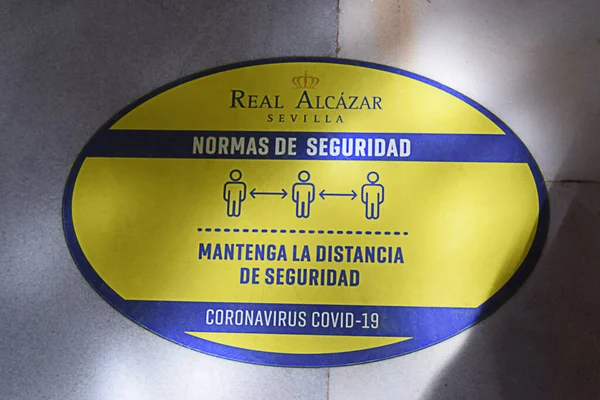 REAL ALCÁZAR
SEVILLA
NORMAS DE SEGURIDAD
MANTENGA LA DISTANCIA
DE SEGURIDAD
CORONAVIRUS COVID-19